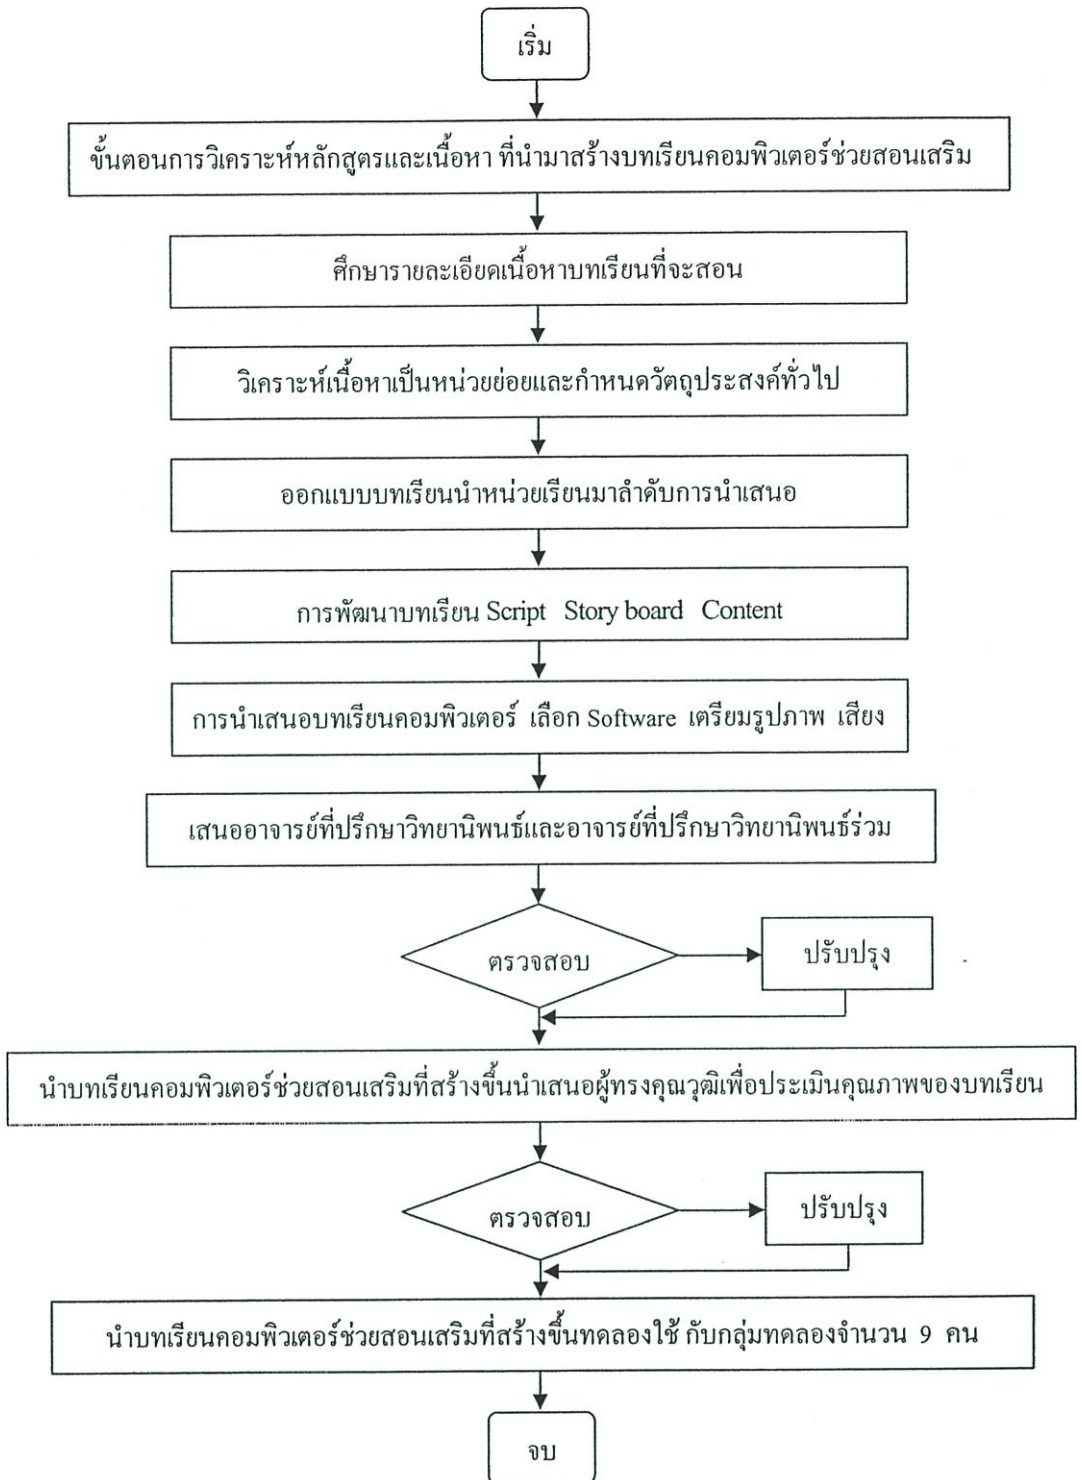 เริ่ม
ขั้นตอนการวิเคราะห์หลักสูตรและเนื้อหา ที่นำมาสร้างบทเรียนคอมพิวเตอร์ช่วยสอนเสริม
ศึกษารายละเอียดเนื้อหาบทเรียนที่จะสอน
วิเคราะห์เนื้อหาเป็นหน่วยย่อยและกำหนดวัตถุประสงค์ทั่วไป
ออกแบบบทเรียนนำหน่วยเรียนมาลำดับการนำเสนอ
การพัฒนาบทเรียน Script Story board Content
การนำเสนอบทเรียนคอมพิวเตอร์ เลือก Software เตรียมรูปภาพ เสียง
เสนออาจารย์ที่ปรึกษาวิทยานิพนธ์และอาจารย์ที่ปรึกษาวิทยานิพนธ์ร่วม
ตรวจสอบ
ปรับปรุง
นำบทเรียนคอมพิวเตอร์ช่วยสอนเสริมที่สร้างขึ้นนำเสนอผู้ทรงคุณวุฒิเพื่อประเมินคุณภาพของบทเรียน
ตรวจสอบ
ปรับปรุง
นำบทเรียนคอมพิวเตอร์ช่วยสอนเสริมที่สร้างขึ้นทดลองใช้ กับกลุ่มทดลองจำนวน 9 คน
จบ